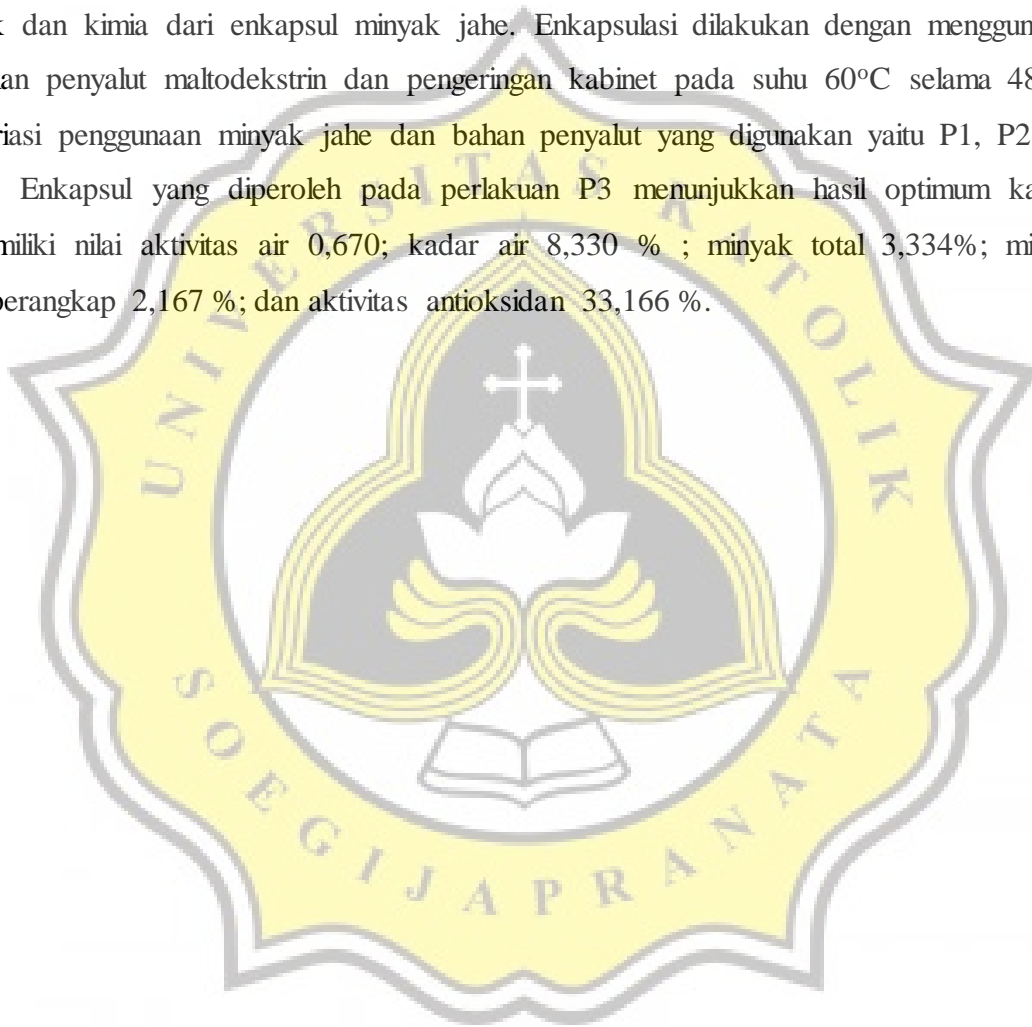 dan kimia dari enkapsul minyak jahe. Enkapsulasi dilakukan dengan menggun
penyalut maltodekstrin dan pengeringan kabinet pada suhu 60°C selama 48
penggunaan minyak jahe dan bahan penyalut yang digunakan yaitu P1, P2
Enkapsul yang diperoleh pada perlakuan P3 menunjukkan hasil optimum ka
miliki nilai aktivitas air 0,670; kadar air 8,330 % ; minyak total 3,334%; mi
perangkap 2,167 %; dan aktivitas antioksidan 33,166 %.
UNIVERSITAS KATOLIK
SOEGIJAPRANATA